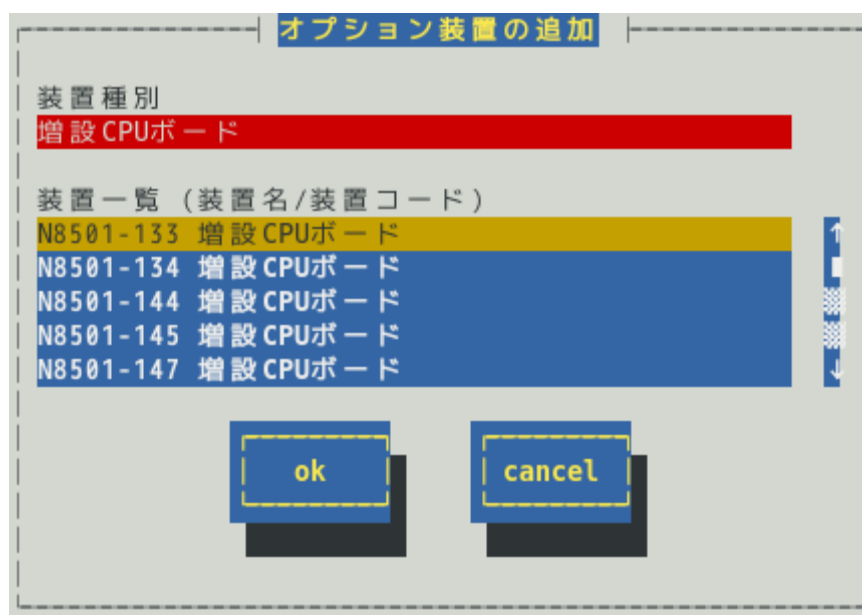 オプション装置の追加
装置種別
増設CPUボード
装置一覧 (装置名/装置コード)
N8501-133 増設CPUボード
N8501-134 増設CPUボード
N8501-144 増設CPUボード
N8501-145 増設CPUボード
N8501-147 増設CPUボード
ok cancel